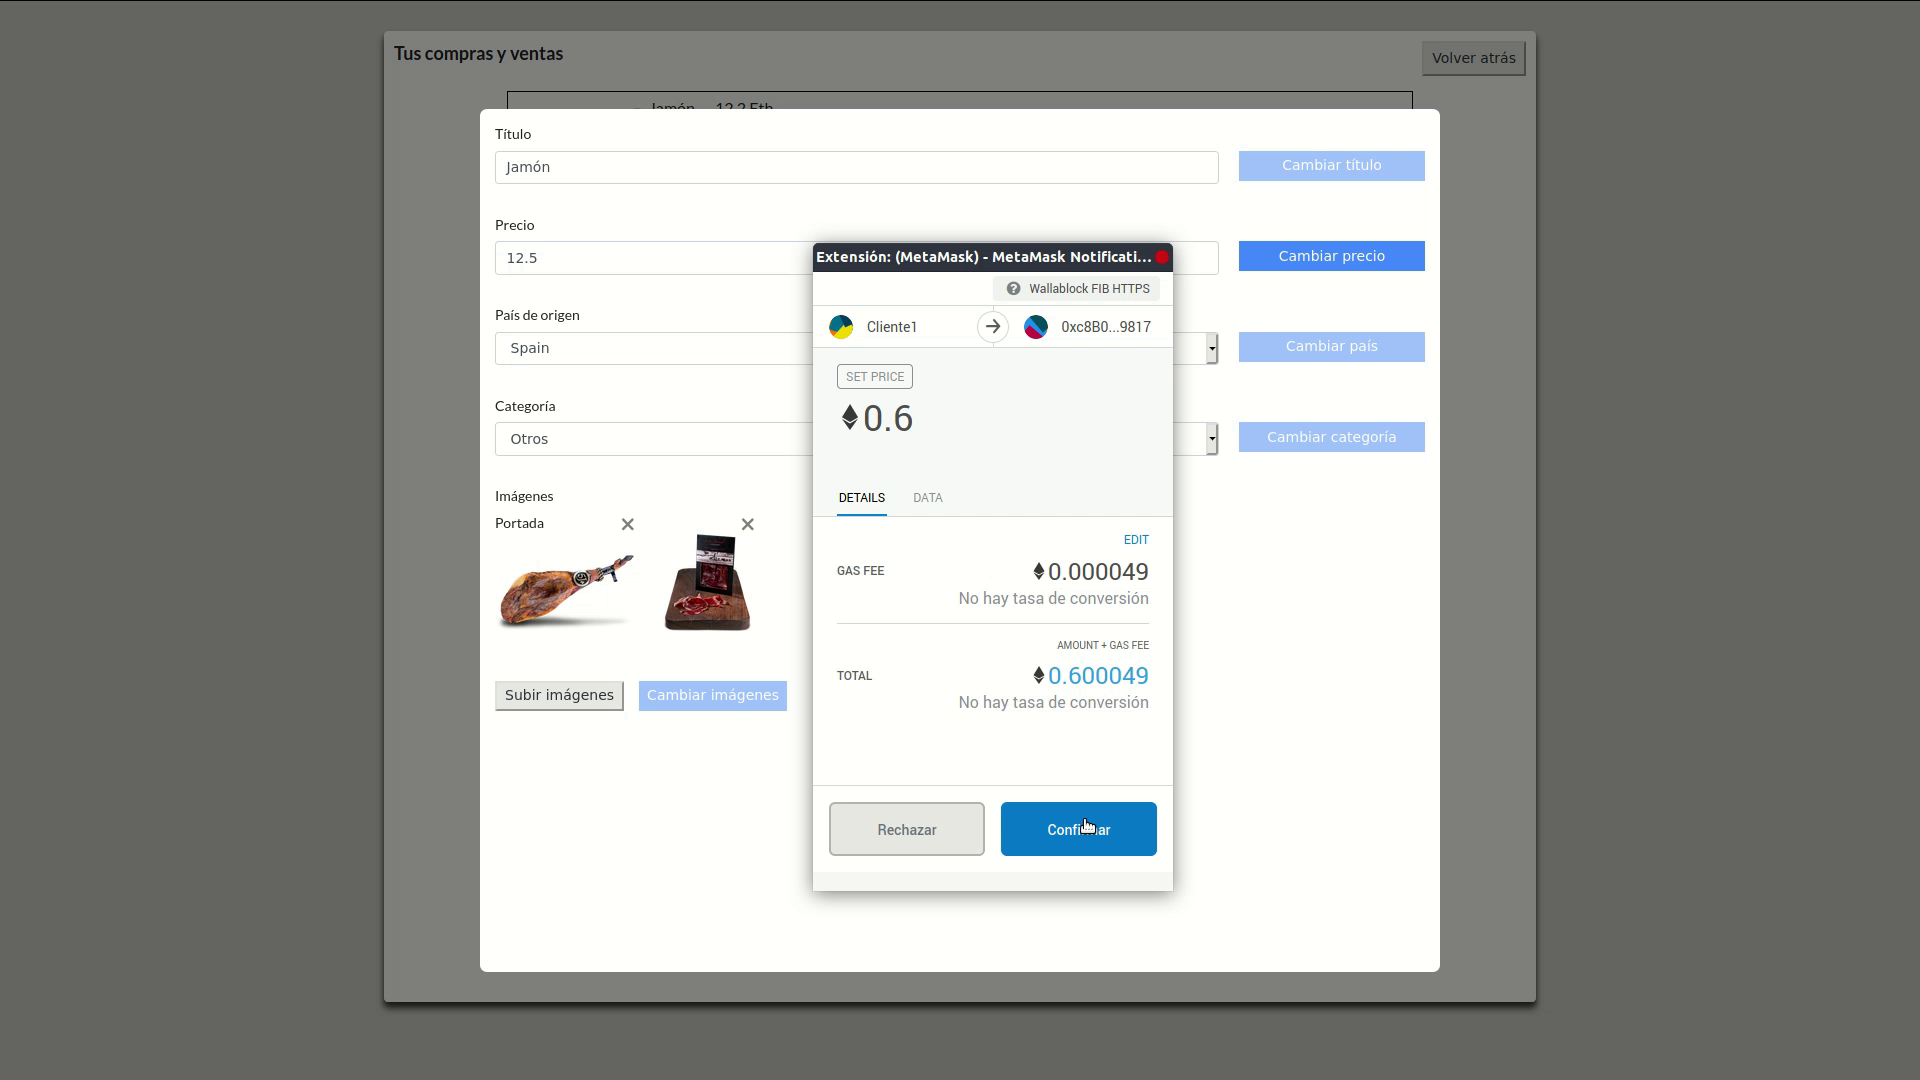 Tus compras y ventas
Volver atrás
Jamón 12.2 Eth
Título
Jamón
Cambiar título
Precio
12.5
Cambiar precio
País de origen
Spain
Cambiar país
Categoría
Otros
Cambiar categoría
Imágenes
Portada
Subir imágenes
Cambiar imágenes
Extensión: (MetaMask) - MetaMask Notificati...
Wallablock FIB HTTPS
Cliente1
0xc8B0...9817
SET PRICE
0.6
DETAILS
DATA
EDIT
GAS FEE
0.000049
No hay tasa de conversión
AMOUNT + GAS FEE
TOTAL
0.600049
No hay tasa de conversión
Rechazar
Confirmar